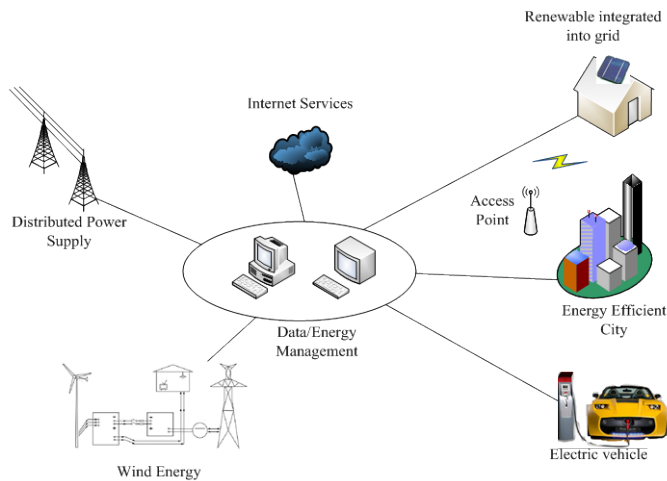 Renewable integrated
into grid
Internet Services
Access
Point
Distributed Power
Supply
Energy Efficient
City
Data/Energy
Management
Electric vehicle
Wind Energy